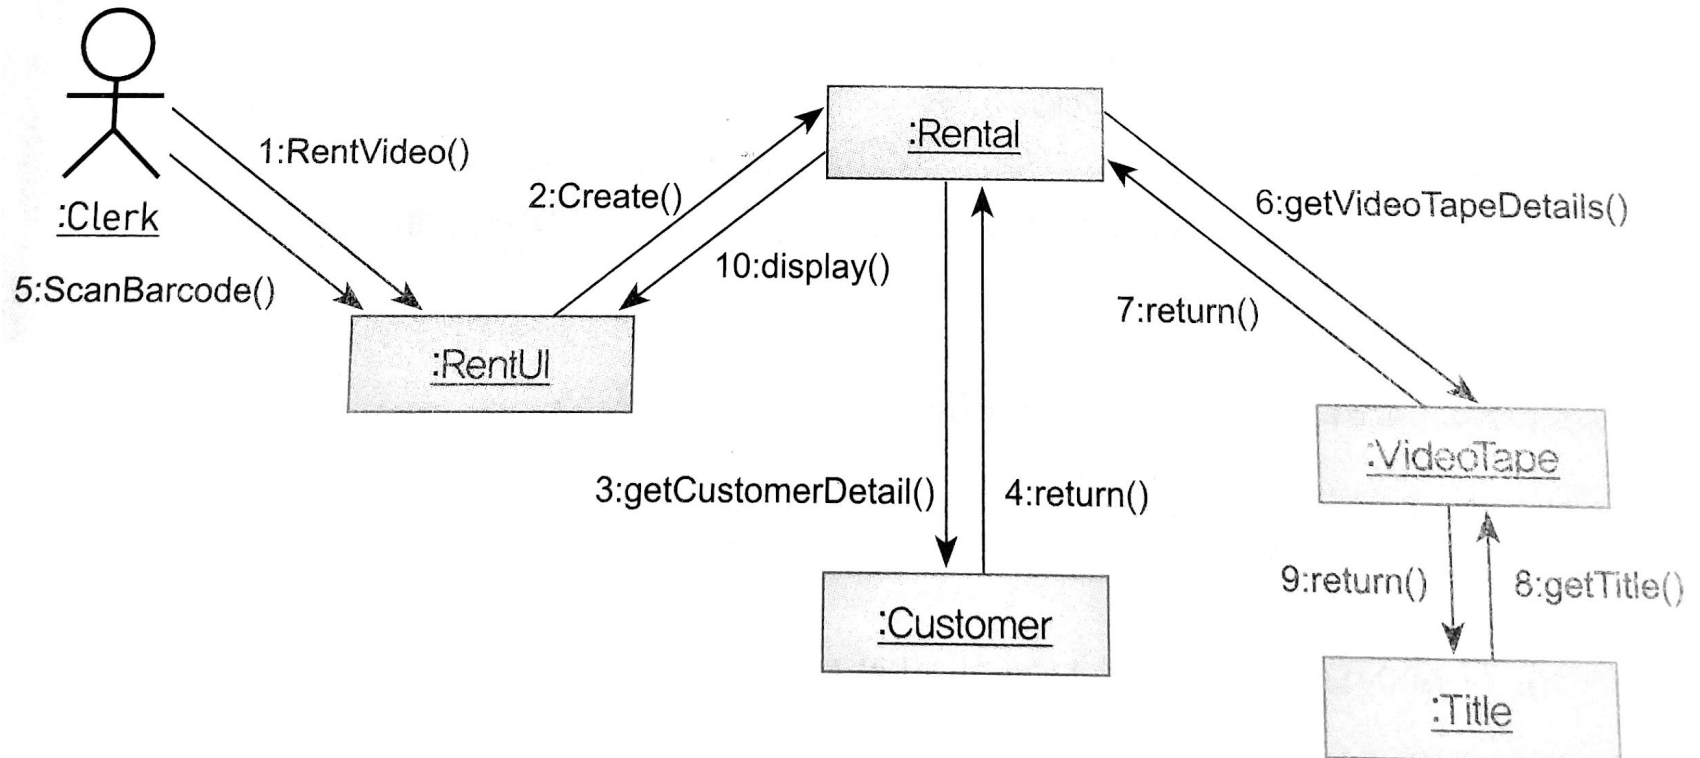 :Clerk
1:RentVideo()
5:ScanBarcode()
:RentUI
2:Create()
10:display()
:Rental
3:getCustomerDetail()
4:return()
:Customer
6:getVideoTapeDetails()
7:return()
:VideoTape
9:return()
8:getTitle()
:Title